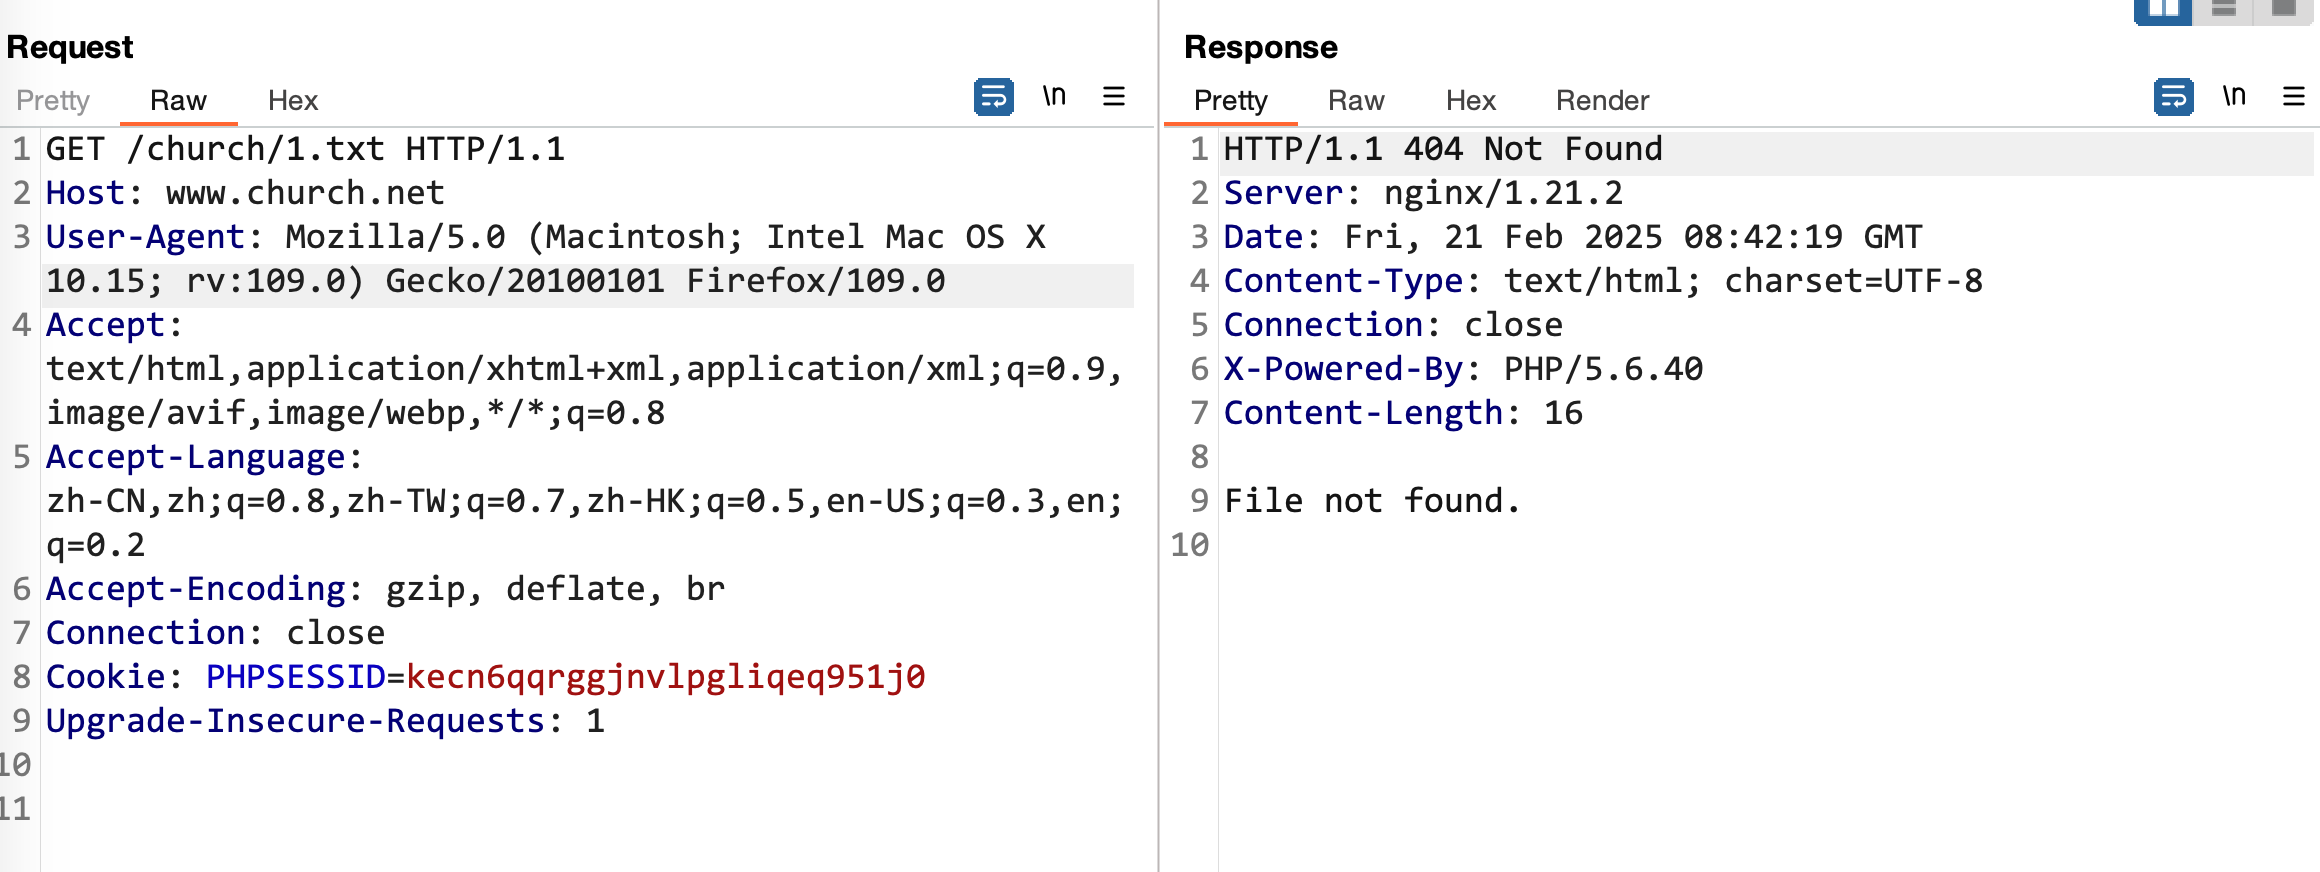 Request
Pretty Raw Hex \n
1 GET /church/1.txt HTTP/1.1
2 Host: www.church.net
3 User-Agent: Mozilla/5.0 (Macintosh; Intel Mac OS X
10.15; rv:109.0) Gecko/20100101 Firefox/109.0
4 Accept:
text/html,application/xhtml+xml,application/xml;q=0.9,
image/avif,image/webp,*/*;q=0.8
5 Accept-Language:
zh-CN,zh;q=0.8,zh-TW;q=0.7,zh-HK;q=0.5,en-US;q=0.3,en;
q=0.2
6 Accept-Encoding: gzip, deflate, br
7 Connection: close
8 Cookie: PHPSESSID=kecn6qqrggjnvlpgliqeq951j0
9 Upgrade-Insecure-Requests: 1
10
11
Response
Pretty Raw Hex Render \n
1 HTTP/1.1 404 Not Found
2 Server: nginx/1.21.2
3 Date: Fri, 21 Feb 2025 08:42:19 GMT
4 Content-Type: text/html; charset=UTF-8
5 Connection: close
6 X-Powered-By: PHP/5.6.40
7 Content-Length: 16
8
9 File not found.
10